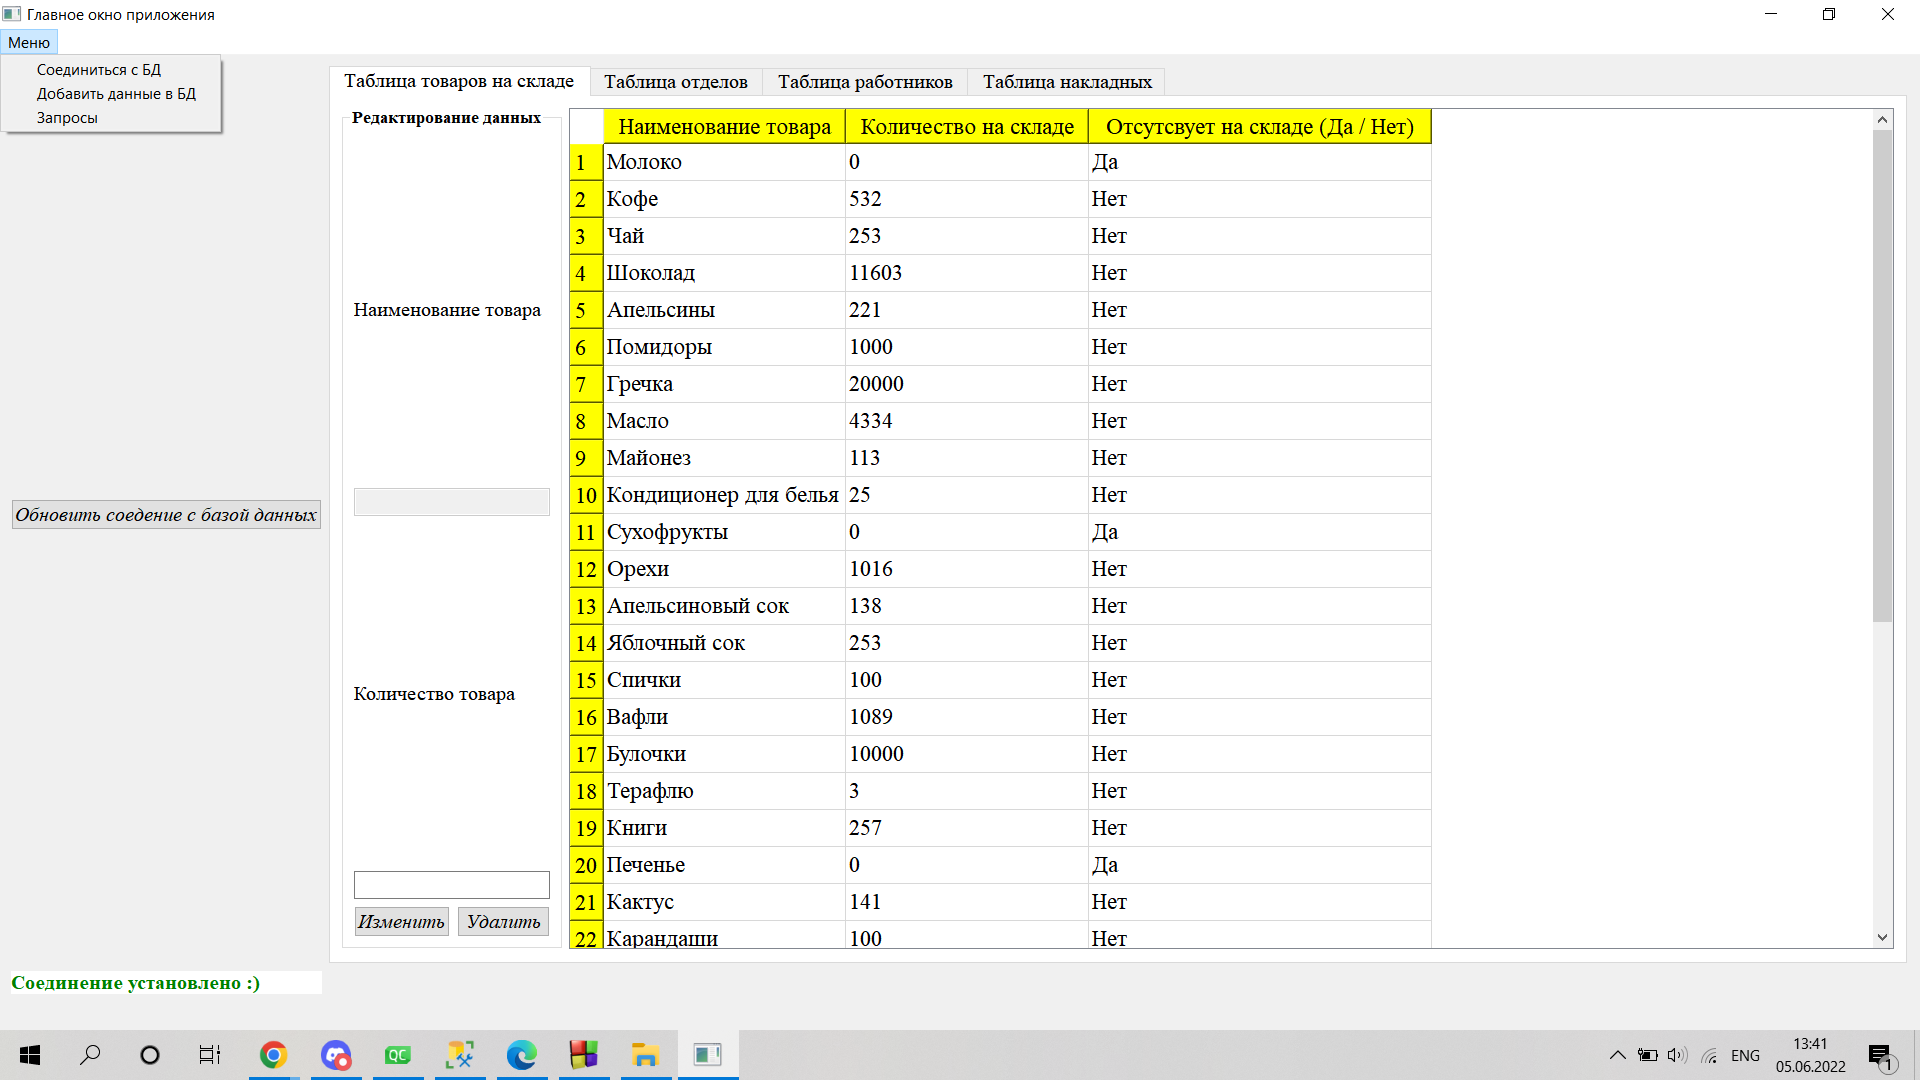 Главное окно приложения
Меню
Соединиться с БД
Добавить данные в БД
Запросы
Обновить соедение с базой данных
Соединение установлено :)
Таблица товаров на складе
Таблица отделов
Таблица работников
Таблица накладных
Редактирование данных
Наименование товара
Количество товара
Изменить
Удалить
Наименование товара Количество на складе Отсутсвует на складе (Да / Нет)
1 Молоко 0 Да
2 Кофе 532 Нет
3 Чай 253 Нет
4 Шоколад 11603 Нет
5 Апельсины 221 Нет
6 Помидоры 1000 Нет
7 Гречка 20000 Нет
8 Масло 4334 Нет
9 Майонез 113 Нет
10 Кондиционер для белья 25 Нет
11 Сухофрукты 0 Да
12 Орехи 1016 Нет
13 Апельсиновый сок 138 Нет
14 Яблочный сок 253 Нет
15 Спички 100 Нет
16 Вафли 1089 Нет
17 Булочки 10000 Нет
18 Терафлю 3 Нет
19 Книги 257 Нет
20 Печенье 0 Да
21 Кактус 141 Нет
22 Карандаши 100 Нет
QC
ENG
13:41
05.06.2022
1